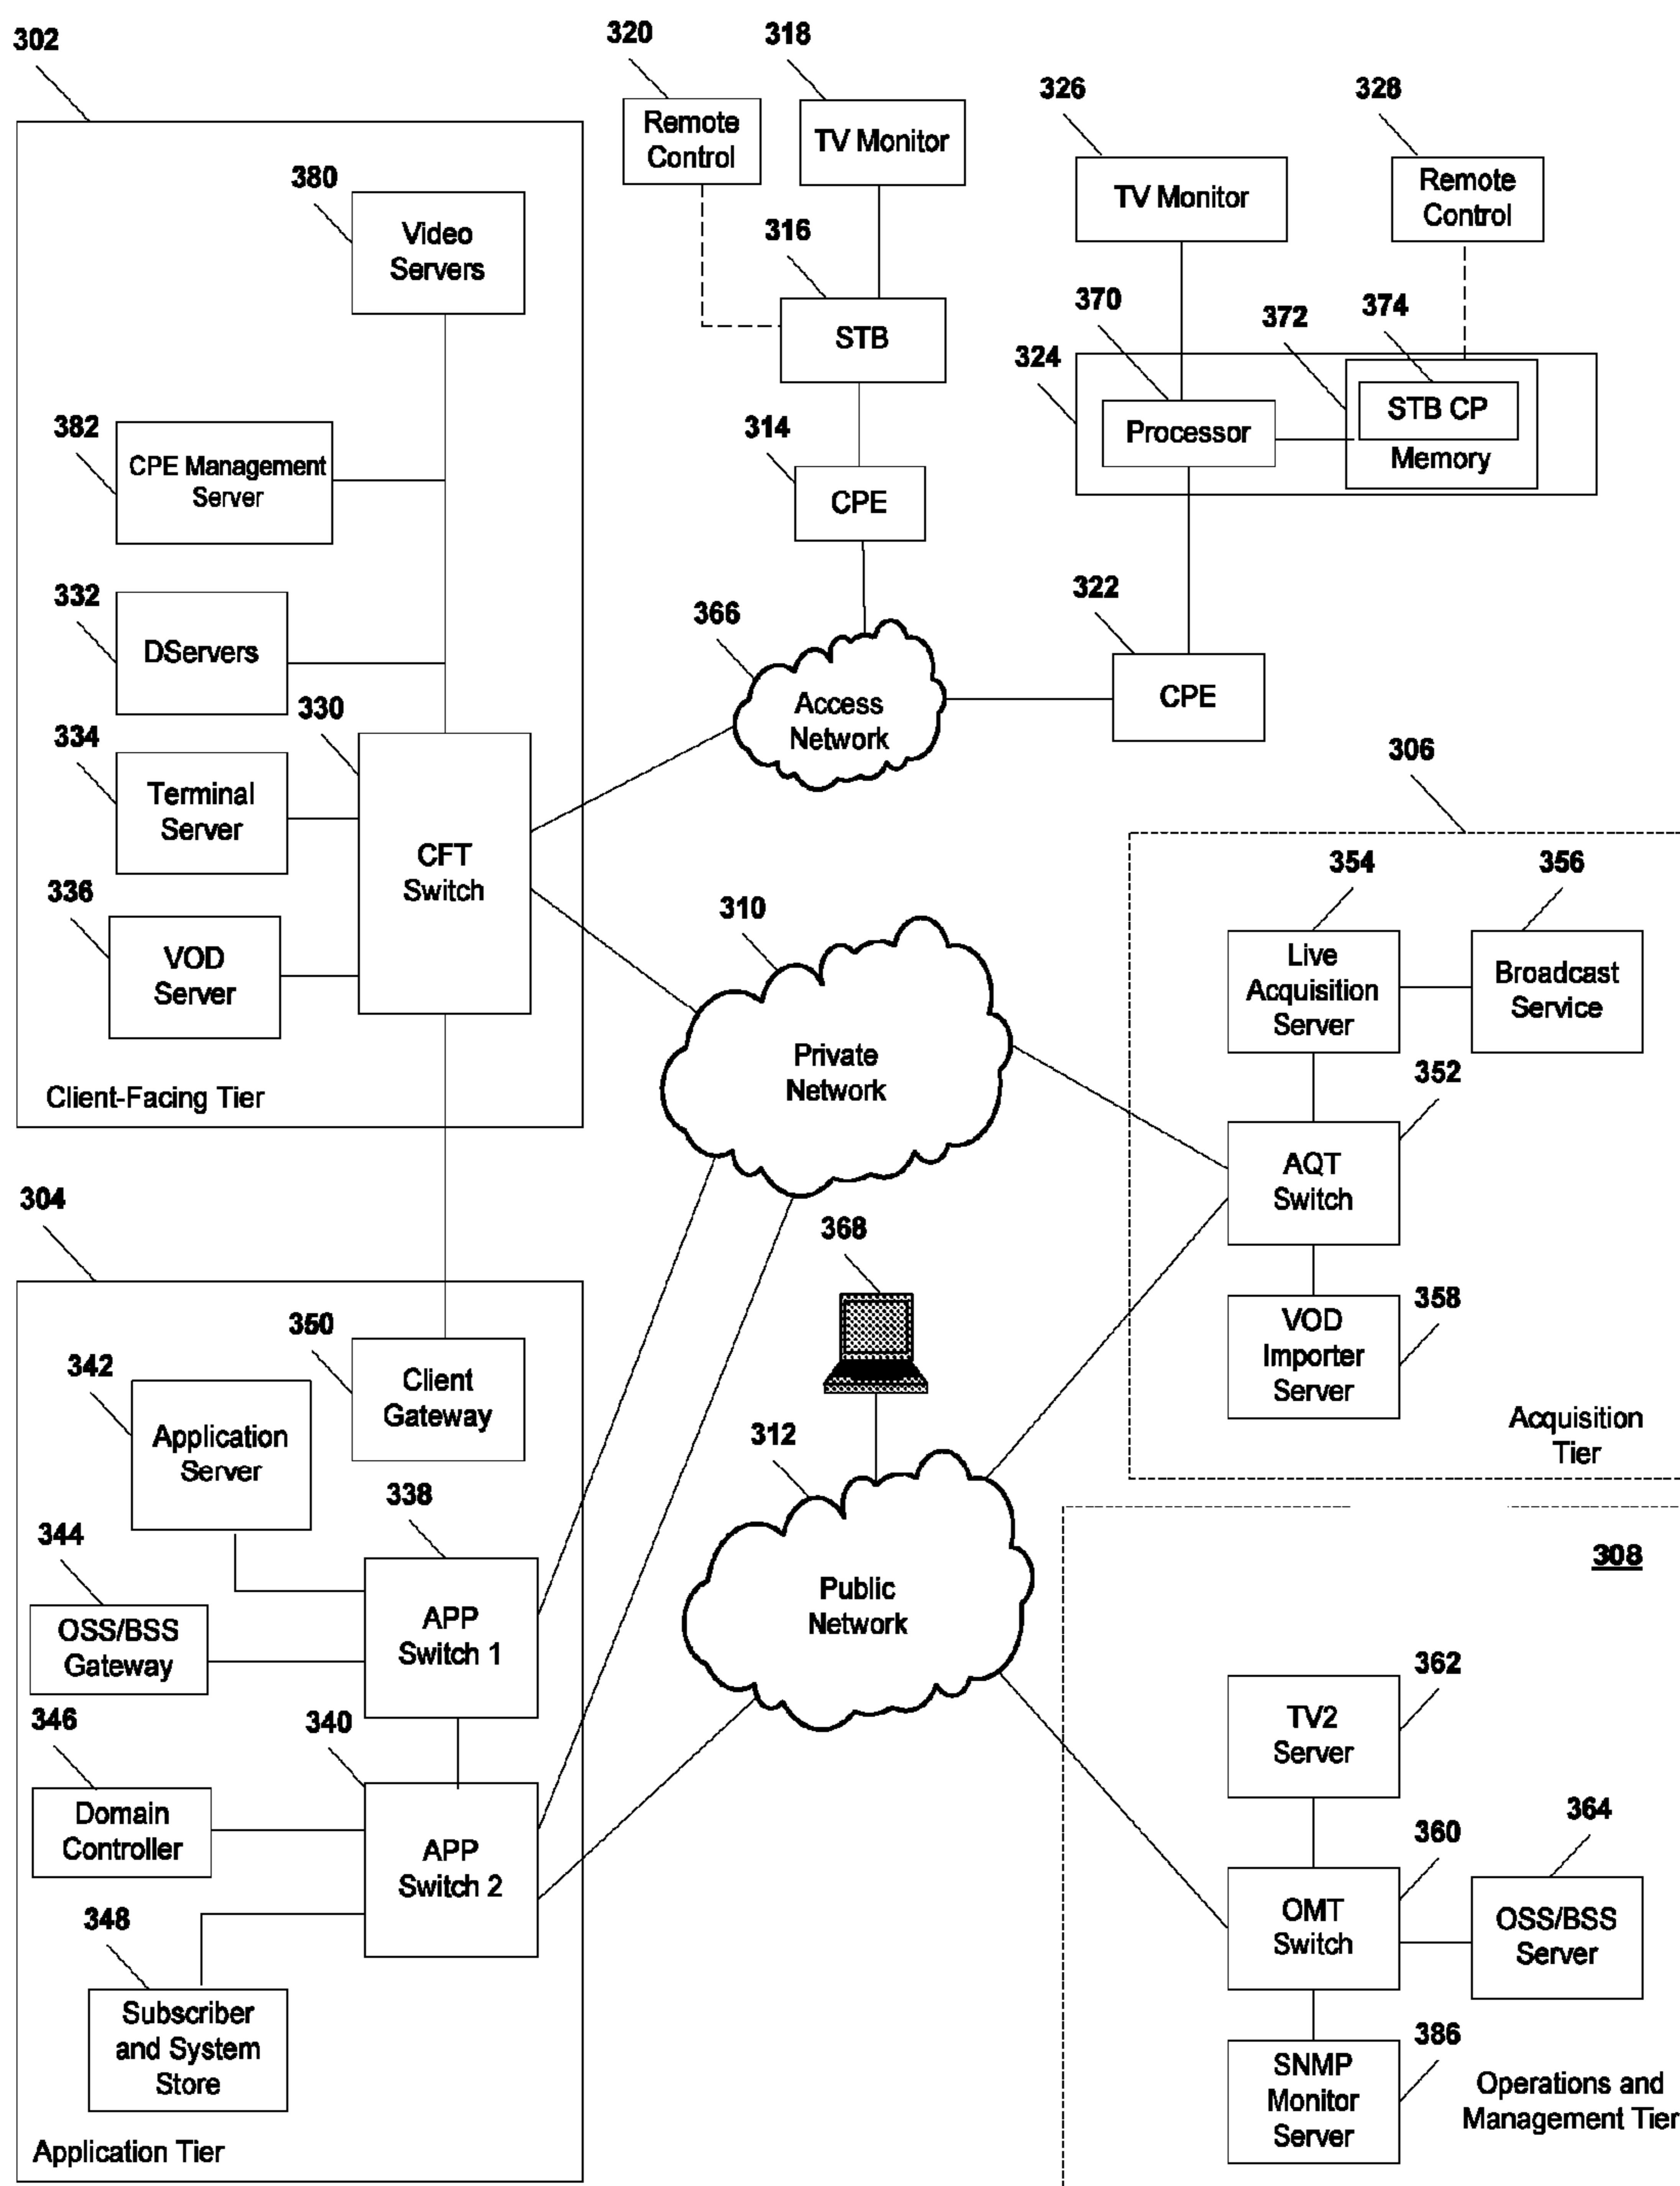 302
320
318
326
328
Remote
Control
TV Monitor
TV Monitor
Remote
Control
380
Video
Servers
316
STB
370
372
374
324
Processor
STB CP
Memory
382
CPE Management
Server
314
CPE
332
DServers
366
Access
Network
322
CPE
330
334
Terminal
Server
CFT
Switch
336
VOD
Server
Client-Facing Tier
306
354
356
Live
Acquisition
Server
Broadcast
Service
310
Private
Network
352
AQT
Switch
358
VOD
Importer
Server
Acquisition
Tier
304
350
Client
Gateway
342
Application
Server
368
312
Public
Network
338
APP
Switch 1
344
OSS/BSS
Gateway
346
Domain
Controller
340
APP
Switch 2
348
Subscriber
and System
Store
Application Tier
308
362
TV2
Server
360
OMT
Switch
364
OSS/BSS
Server
386
SNMP
Monitor
Server
Operations and
Management Tier